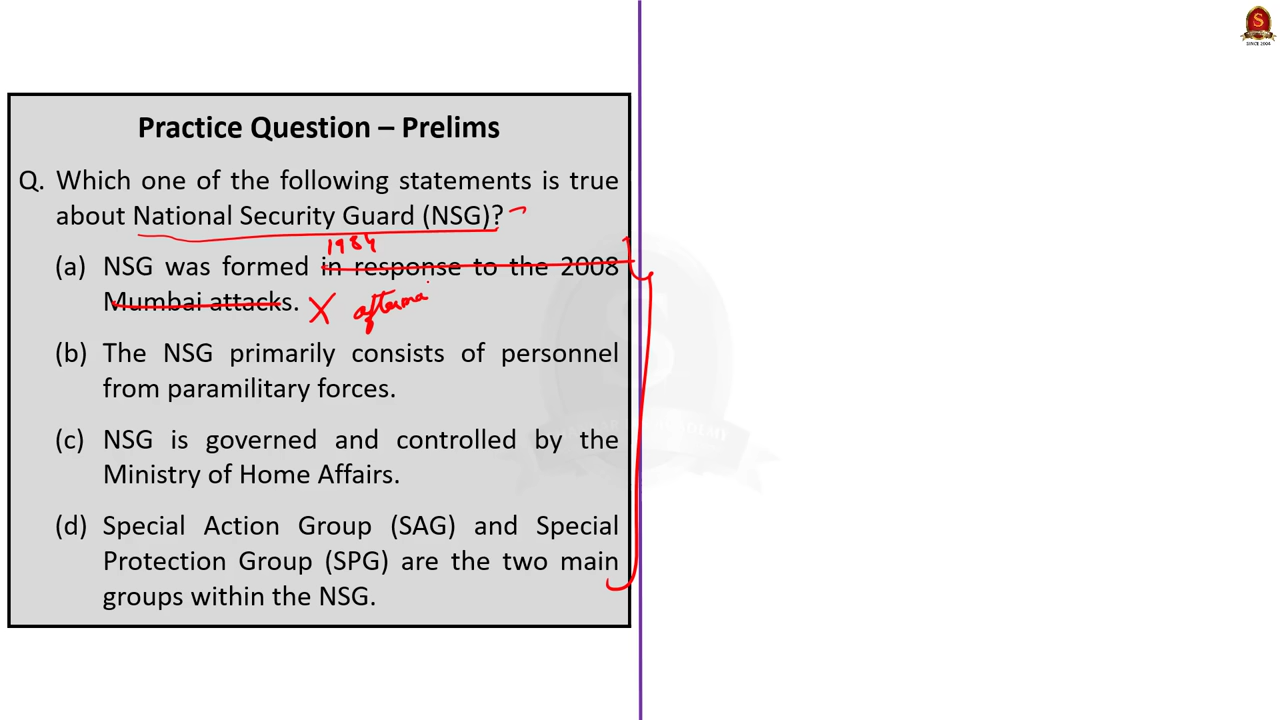 S
SINCE 2004
Practice Question – Prelims
Q. Which one of the following statements is true
about National Security Guard (NSG)?
1984
(a) NSG was formed in response to the 2008
Mumbai attacks.
X afterma
(b) The NSG primarily consists of personnel
from paramilitary forces.
(c) NSG is governed and controlled by the
Ministry of Home Affairs.
(d) Special Action Group (SAG) and Special
Protection Group (SPG) are the two main
groups within the NSG.